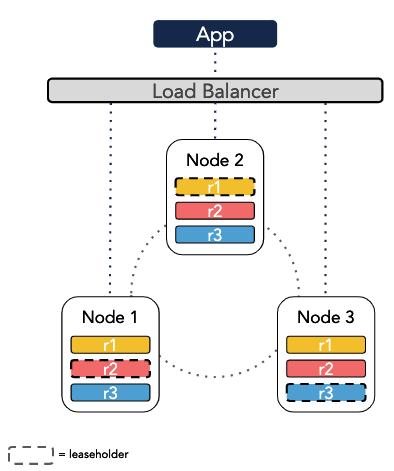 App
Load Balancer
Node 2
r1
r2
r3
Node 1
r1
r2
r3
Node 3
r1
r2
r3
= leaseholder